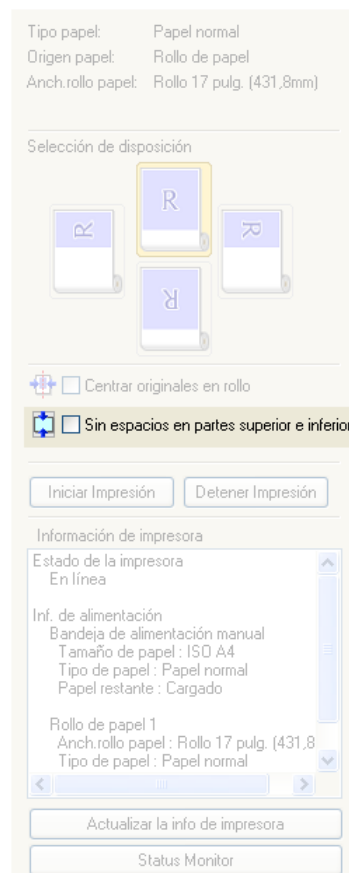 Tipo papel: Papel normal
Origen papel: Rollo de papel
Anch.rollo papel: Rollo 17 pulg. (431,8mm)
Selección de disposición
R
R
R
R
Centrar originales en rollo
Sin espacios en partes superior e inferior
Iniciar Impresión Detener Impresión
Información de impresora
Estado de la impresora
En línea
Inf. de alimentación
Bandeja de alimentación manual
Tamaño de papel : ISO A4
Tipo de papel : Papel normal
Papel restante : Cargado
Rollo de papel 1
Anch.rollo papel : Rollo 17 pulg. (431,8
Tipo de papel : Papel normal
Actualizar la info de impresora
Status Monitor